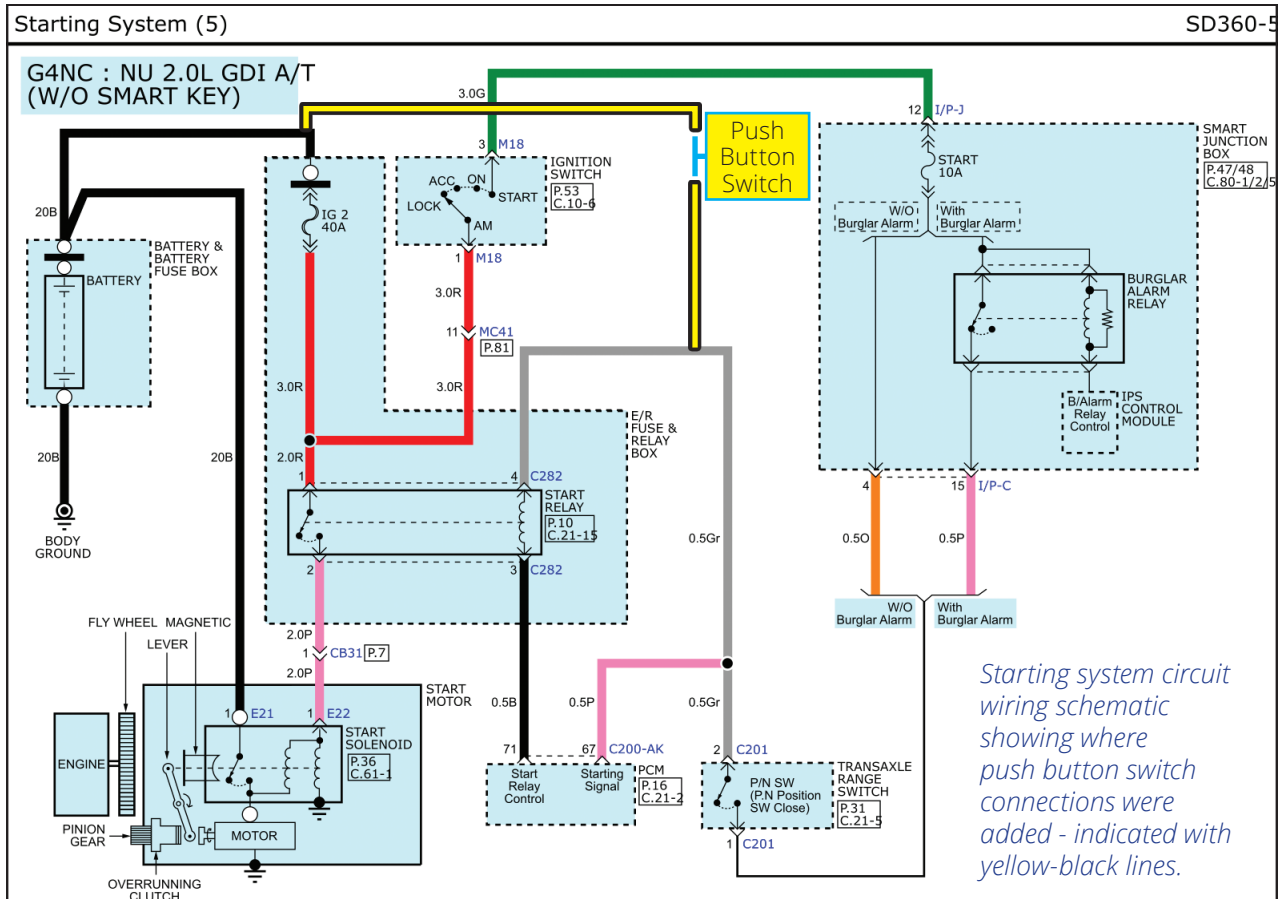 Starting System (5)
SD360-5
G4NC : NU 2.0L GDI A/T
(W/O SMART KEY)
3.0G
12 I/P-J
Push
Button
Switch
3 M18
IGNITION
SWITCH
P.53
C.10-6
ACC ON
START
LOCK
AM
1 M18
SMART
JUNCTION
BOX
P.47/48
C.80-1/2/5
START
10A
W/O
Burglar Alarm
With
Burglar Alarm
20B
IG 2
40A
BATTERY &
BATTERY
FUSE BOX
BATTERY
3.0R
11 MC41
P.81
BURGLAR
ALARM
RELAY
3.0R
3.0R
B/Alarm
Relay
Control
IPS
CONTROL
MODULE
E/R
FUSE &
RELAY
BOX
20B
20B
2.0R
1
4 C282
START
RELAY
P.10
C.21-15
4
15 I/P-C
BODY
GROUND
0.5Gr
0.5O
0.5P
2
3 C282
W/O
Burglar Alarm
With
Burglar Alarm
FLY WHEEL
MAGNETIC
LEVER
2.0P
1 CB31 P.7
2.0P
START
MOTOR
0.5B
0.5P
0.5Gr
1 E21
1 E22
START
SOLENOID
P.36
C.61-1
ENGINE
71
67 C200-AK
2 C201
Start
Relay
Control
Starting
Signal
PCM
P.16
C.21-2
P/N SW
(P.N Position
SW Close)
TRANSAXLE
RANGE
SWITCH
P.31
C.21-5
1 C201
PINION
GEAR
MOTOR
OVERRUNNING
CLUTCH
Starting system circuit
wiring schematic
showing where
push button switch
connections were
added - indicated with
yellow-black lines.